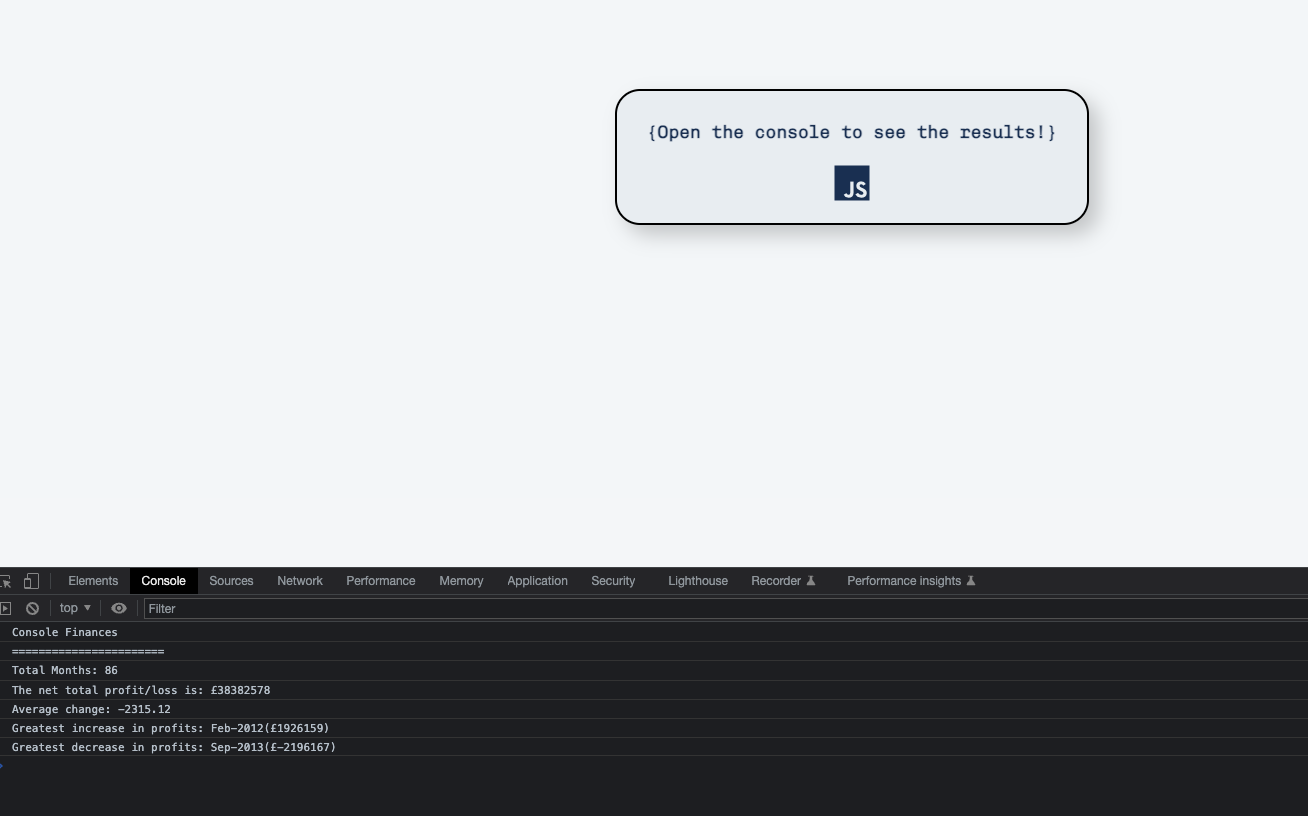 {Open the console to see the results!}
JS
Elements Console Sources Network Performance Memory Application Security Lighthouse Recorder Performance insights
top Filter
Console Finances
=======================
Total Months: 86
The net total profit/loss is: £38382578
Average change: -2315.12
Greatest increase in profits: Feb-2012(£1926159)
Greatest decrease in profits: Sep-2013(£-2196167)